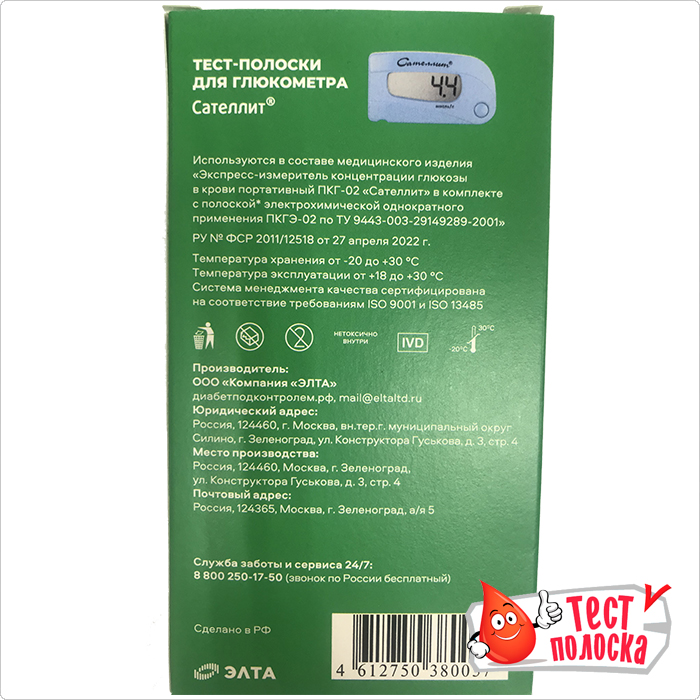 ТЕСТ-ПОЛОСКИ
ДЛЯ ГЛЮКОМЕТРА
Сателлит®
Сателлит®
4.4
ммоль/л
Используются в составе медицинского изделия
«Экспресс-измеритель концентрации глюкозы
в крови портативный ПКГ-02 «Сателлит» в комплекте
с полоской* электрохимической однократного
применения ПКГЭ-02 по ТУ 9443-003-29149289-2001»
РУ № ФСР 2011/12518 от 27 апреля 2022 г.
Температура хранения от -20 до +30 °С
Температура эксплуатации от +18 до +30 °С
Система менеджмента качества сертифицирована
на соответствие требованиям ISO 9001 и ISO 13485
2
НЕТОКСИЧНО
ВНУТРИ
IVD
-20°С
30°С
Производитель:
ООО «Компания «ЭЛТА»
диабетподконтролем.рф, mail@eltaltd.ru
Юридический адрес:
Россия, 124460, г. Москва, вн.тер.г. муниципальный округ
Силино, г. Зеленоград, ул. Конструктора Гуськова, д. 3, стр. 4
Место производства:
Россия, 124460, Москва, г. Зеленоград,
ул. Конструктора Гуськова, д. 3, стр. 4
Почтовый адрес:
Россия, 124365, Москва, г. Зеленоград, а/я 5
Служба заботы и сервиса 24/7:
8 800 250-17-50 (звонок по России бесплатный)
Сделано в РФ
ЭЛТА
4 612750 380037
ТЕСТ
ПОЛОСКА